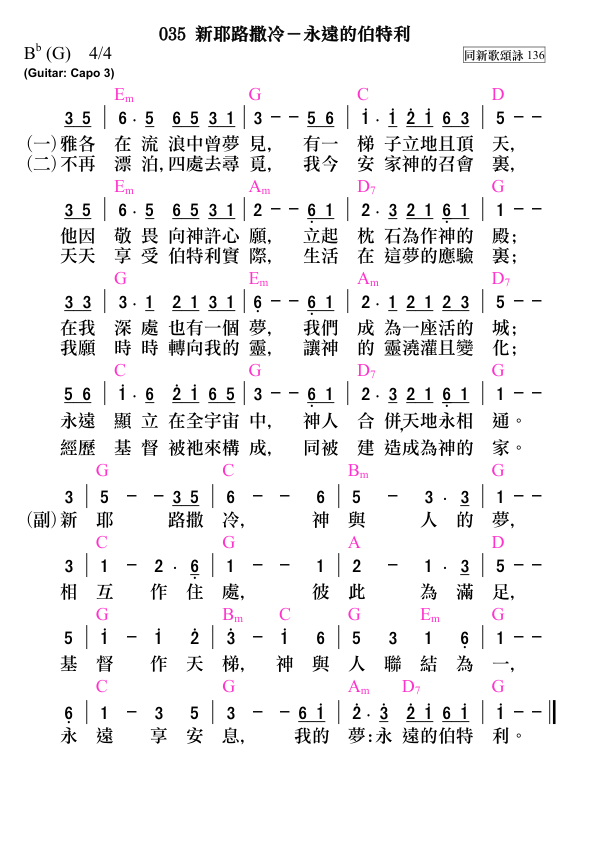 035 新耶路撒冷－永遠的伯特利
B♭ (G) 4/4
同新歌頌詠 136
(Guitar: Capo 3)
Em G C D
3 5 | 6 · 5 6 5 3 1 | 3 – – 5 6 | i · i 2̇ i 6 3 | 5 – –
(一)雅各 在 流 浪中曾夢 見， 有一 梯 子立地且頂 天，
(二)不再 漂 泊，四處去尋 覓， 我今 安 家神的召會 裏，
Em Am D7 G
3 5 | 6 · 5 6 5 3 5 | 2 – – 6̣ 1 | 2 · 3 2 1 6̣ 1 | 1 – –
他因 敬 畏 向神許心 願， 立起 枕 石為作神的 殿；
天天 享 受 伯特利實 際， 生活 在 這夢的應驗 裏；
G Em Am D7
3 3 | 3 · 1 2 1 3 1 | 6̣ – – 6̣ 1 | 2 · 1 2 1 2 3 | 5 – –
在我 深 處 也有一個 夢， 我們 成 為一座活的 城；
我願 時 時 轉向我的 靈， 讓神 的 靈澆灌且變 化；
C G D7 G
5 6 | i · 6 2̇ i 6 5 | 3 – – 6̣ 1 | 2 · 3 2 1 6̣ 1 | 1 – –
永遠 顯 立 在全宇宙 中， 神人 合 併，天地永相 通。
經歷 基 督 被祂來構 成， 同被 建 造成為神的 家。
G C Bm G
3 | 5 – – 3 5 | 6 – – 6 | 5 – 3 · 3 | 5 – –
(副)新 耶 路撒 冷， 神 與 人 的 夢，
C G A D
3 | 1 – 2 · 6̣ | 1 – – 1 | 2 – 1 · 3 | 5 – –
相 互 作 住 處， 彼 此 為 滿 足，
G Bm C G Em G
5 | i – i 2̇ | 3̇ – i 6 | 5 3 1 6̣ | 1 – –
基 督 作 天 梯， 神 與 人 聯 結 為 一，
C G Am D7 G
6̣ | 1 – 3 5 | 3 – – 6 i | 2̇ · 3̇ 2̇ i 6 i | i – –
永 遠 享 安 息， 我的 夢：永 遠的伯特 利。